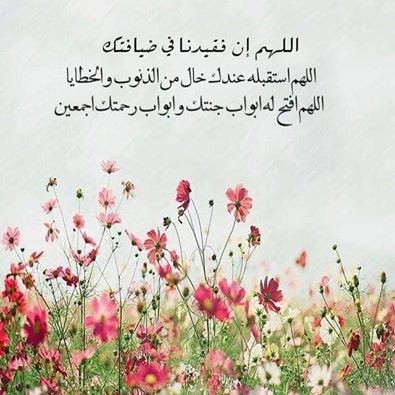 اللهم إن فقيدنا في ضيافتك
اللهم استقبله عندك خال من الذنوب والخطايا
اللهم افتح له ابواب جنتك وابواب رحمتك اجمعين